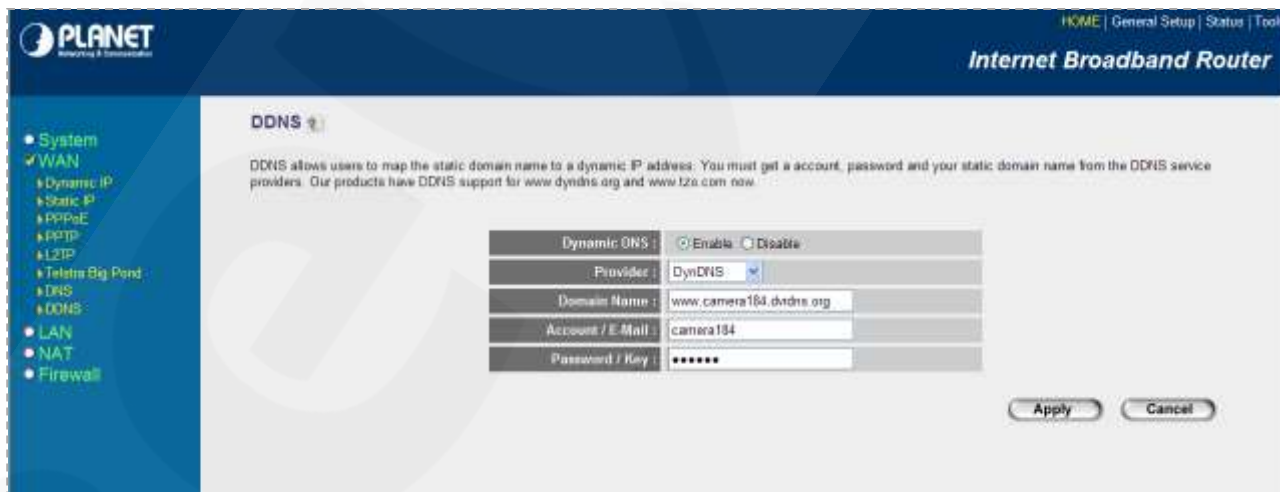 PLANET
Networking & Communication
HOME | General Setup | Status | Tool
Internet Broadband Router
System
WAN
Dynamic IP
Static IP
PPPoE
PPTP
L2TP
Telstra Big Pond
DNS
DDNS
LAN
NAT
Firewall
DDNS
DDNS allows users to map the static domain name to a dynamic IP address. You must get a account, password and your static domain name from the DDNS service
providers. Our products have DDNS support for www.dyndns.org and www.tzo.com now.
Dynamic DNS : Enable Disable
Provider : DynDNS
Domain Name : www.camera184.dvrdns.org
Account / E-Mail : camera184
Password / Key : ●●●●●●
Apply Cancel